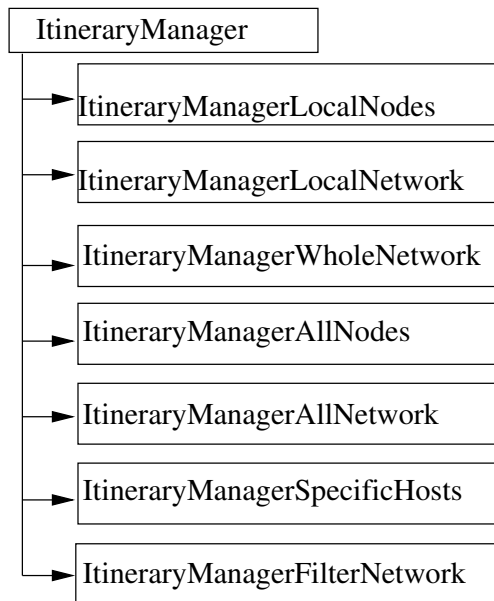 ItineraryManager
ItineraryManagerLocalNodes
ItineraryManagerLocalNetwork
ItineraryManagerWholeNetwork
ItineraryManagerAllNodes
ItineraryManagerAllNetwork
ItineraryManagerSpecificHosts
ItineraryManagerFilterNetwork